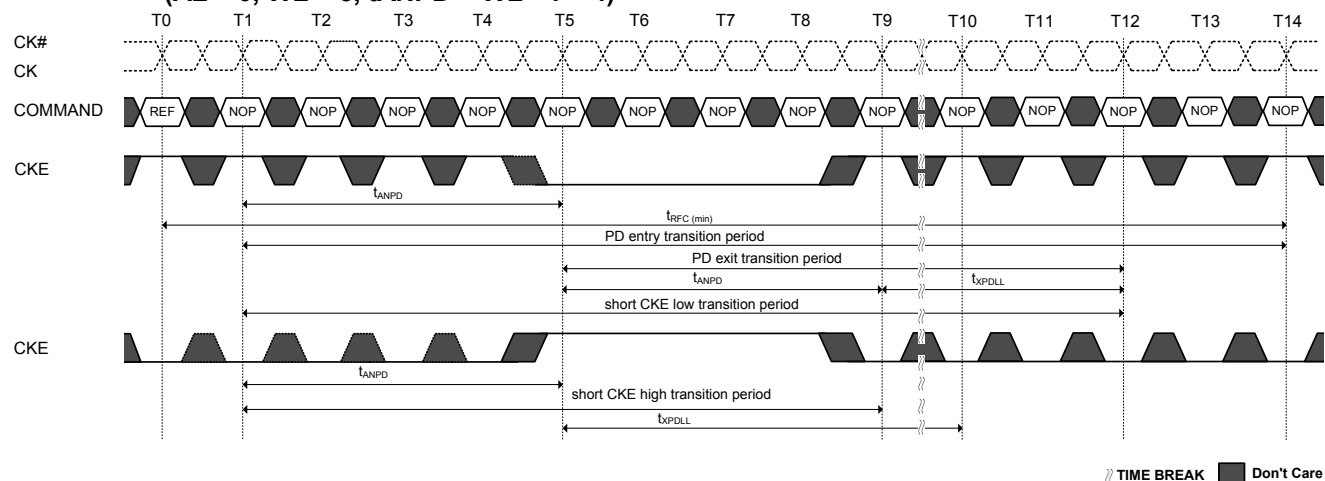 T0 T1 T2 T3 T4 T5 T6 T7 T8 T9 T10 T11 T12 T13 T14
CK#
CK
COMMAND REF NOP NOP NOP NOP NOP NOP NOP NOP NOP NOP NOP NOP NOP NOP
CKE
tANPD
tRFC (min)
PD entry transition period
PD exit transition period
tANPD tXPDLL
short CKE low transition period
CKE
tANPD
short CKE high transition period
tXPDLL
TIME BREAK Don't Care